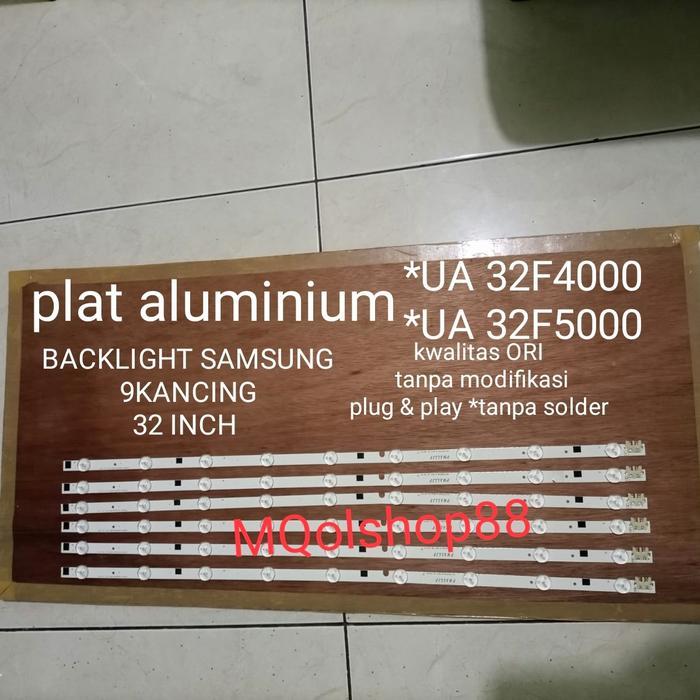 plat aluminium
*UA 32F4000
*UA 32F5000
BACKLIGHT SAMSUNG
9KANCING
32 INCH
kwalitas ORI
tanpa modifikasi
plug & play *tanpa solder
MQolshop88